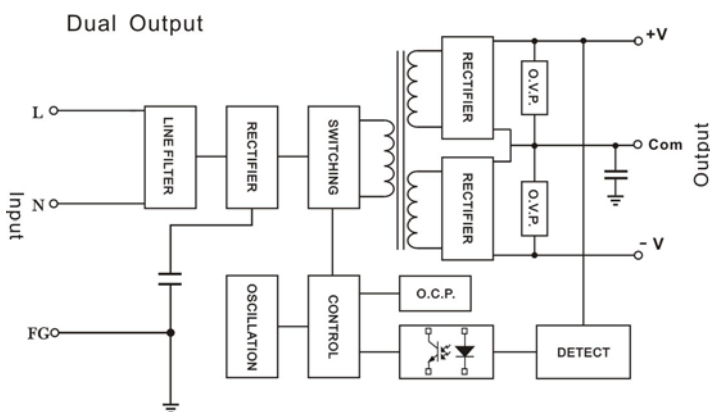 Dual Output
+V
RECTIFIER
O.V.P.
L
LINE FILTER
RECTIFIER
SWITCHING
Com
Output
Input
N
RECTIFIER
O.V.P.
– V
OSCILLATION
CONTROL
O.C.P.
FG
DETECT